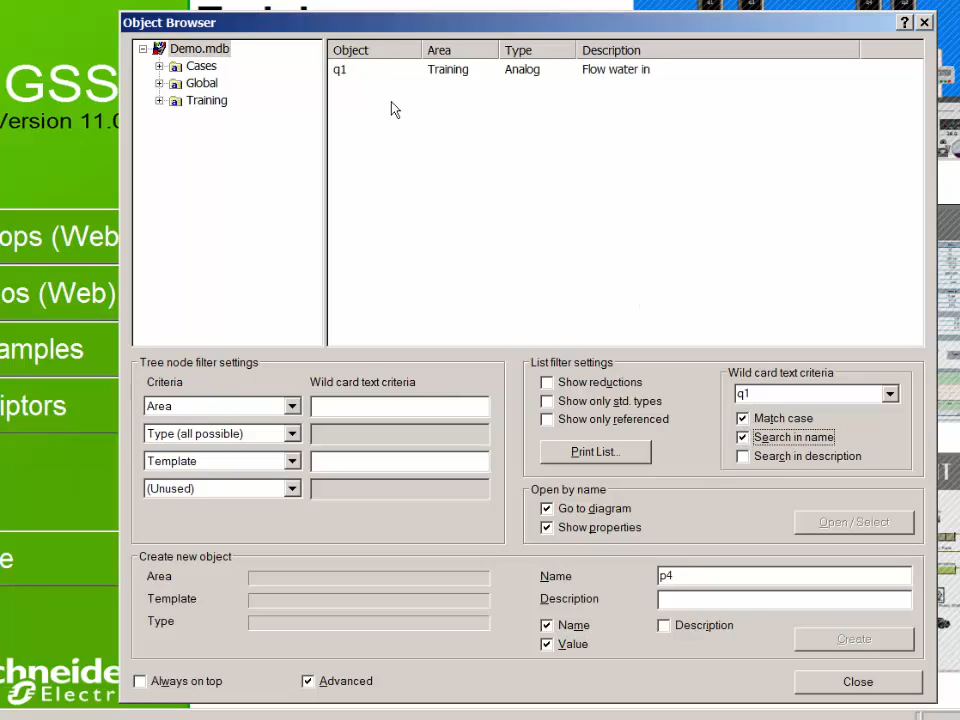 Object Browser
Demo.mdb
Cases
Global
Training
Object Area Type Description
q1 Training Analog Flow water in
GSS
Version 11.0
ops (Web
os (Web)
amples
iptors
e
chneide
Electr
Tree node filter settings
Criteria Wild card text criteria
Area
Type (all possible)
Template
(Unused)
List filter settings
Show reductions
Show only std. types
Show only referenced
Print List...
Wild card text criteria
q1
Match case
Search in name
Search in description
Open by name
Go to diagram
Show properties
Open/Select
Create new object
Area
Template
Type
Name p4
Description
Name Description
Value
Create
Always on top Advanced
Close